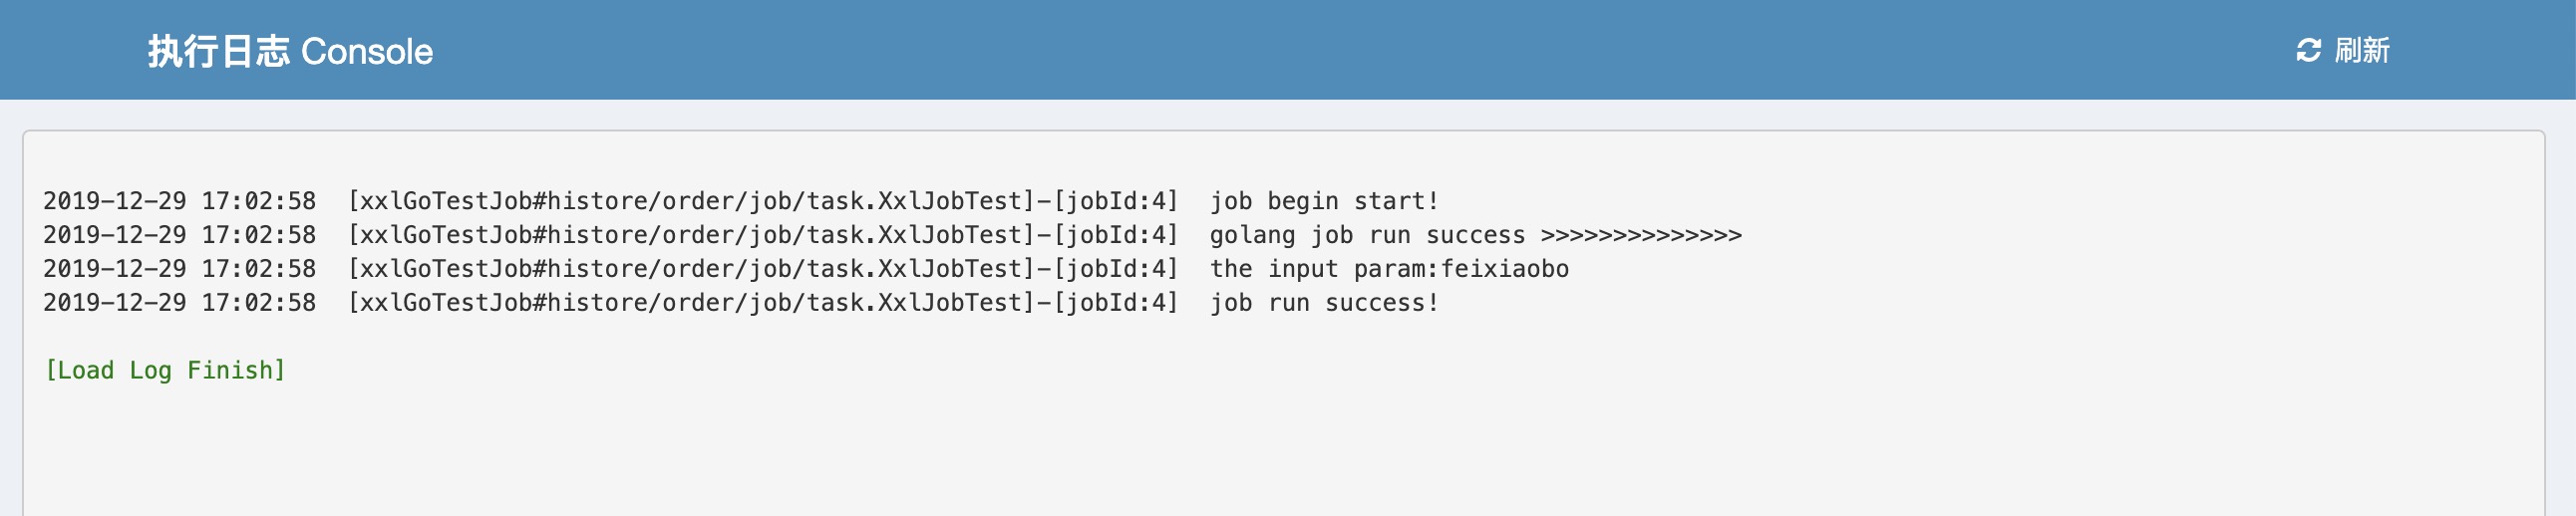 执行日志 Console
刷新
2019-12-29 17:02:58  [xxlGoTestJob#histore/order/job/task.XxlJobTest]-[jobId:4]  job begin start!
2019-12-29 17:02:58  [xxlGoTestJob#histore/order/job/task.XxlJobTest]-[jobId:4]  golang job run success >>>>>>>>>>>>>>
2019-12-29 17:02:58  [xxlGoTestJob#histore/order/job/task.XxlJobTest]-[jobId:4]  the input param:feixiaobo
2019-12-29 17:02:58  [xxlGoTestJob#histore/order/job/task.XxlJobTest]-[jobId:4]  job run success!
[Load Log Finish]